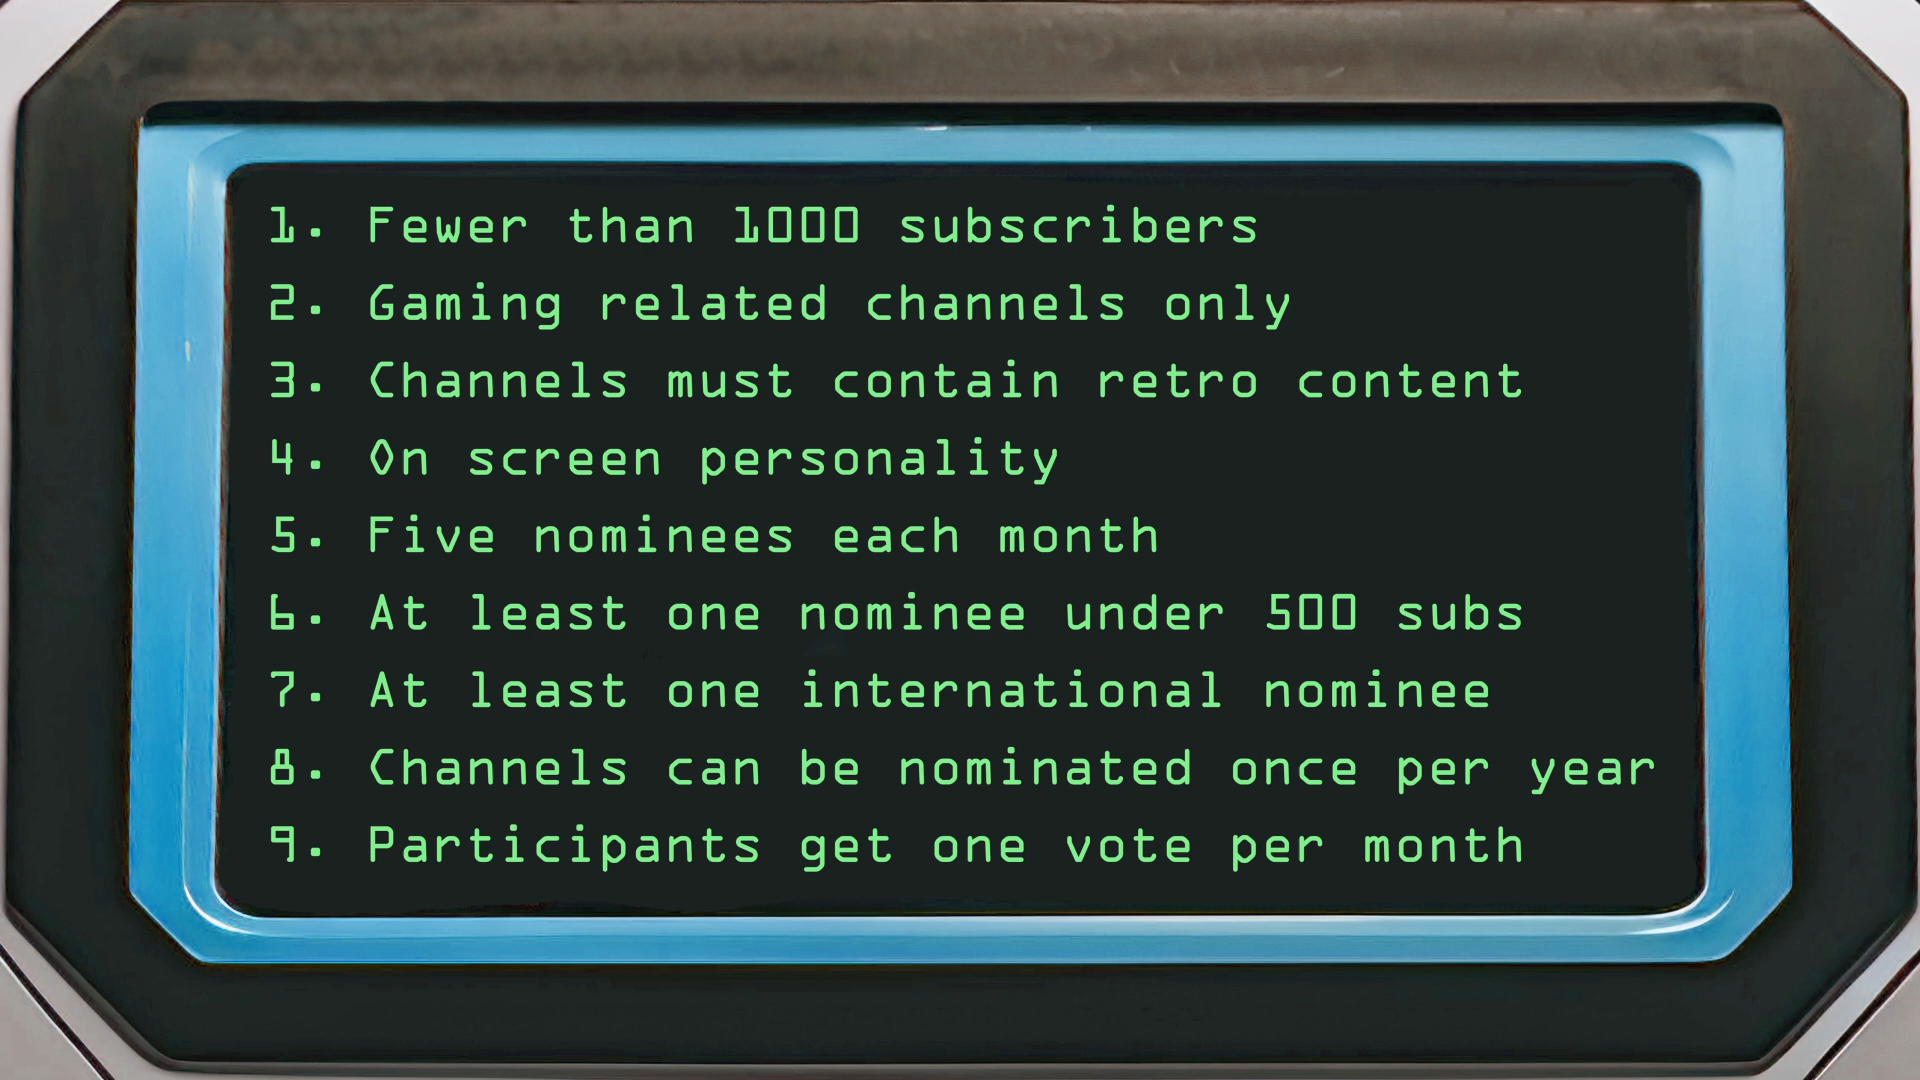 1. Fewer than 1000 subscribers
2. Gaming related channels only
3. Channels must contain retro content
4. On screen personality
5. Five nominees each month
6. At least one nominee under 500 subs
7. At least one international nominee
8. Channels can be nominated once per year
9. Participants get one vote per month